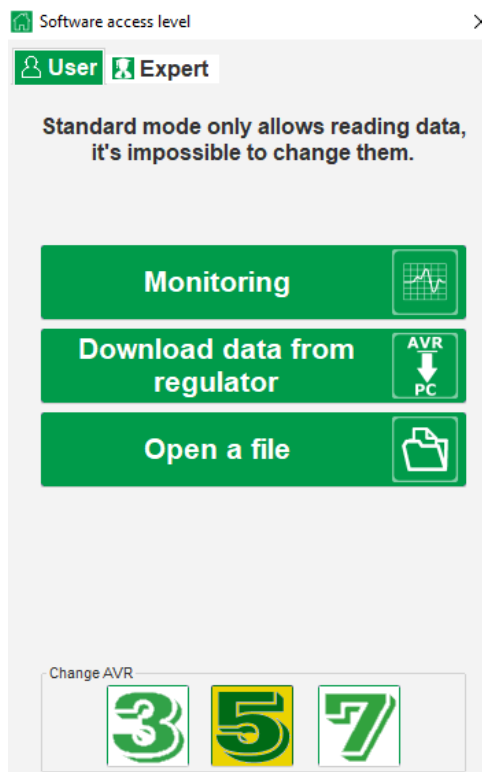 Software access level
User
Expert
Standard mode only allows reading data,
it's impossible to change them.
Monitoring
Download data from
regulator
AVR
PC
Open a file
Change AVR
3 5 7